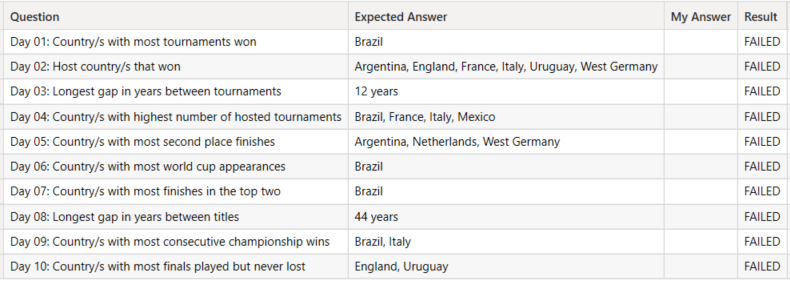 Question Expected Answer My Answer Result
Day 01: Country/s with most tournaments won Brazil FAILED
Day 02: Host country/s that won Argentina, England, France, Italy, Uruguay, West Germany FAILED
Day 03: Longest gap in years between tournaments 12 years FAILED
Day 04: Country/s with highest number of hosted tournaments Brazil, France, Italy, Mexico FAILED
Day 05: Country/s with most second place finishes Argentina, Netherlands, West Germany FAILED
Day 06: Country/s with most world cup appearances Brazil FAILED
Day 07: Country/s with most finishes in the top two Brazil FAILED
Day 08: Longest gap in years between titles 44 years FAILED
Day 09: Country/s with most consecutive championship wins Brazil, Italy FAILED
Day 10: Country/s with most finals played but never lost England, Uruguay FAILED